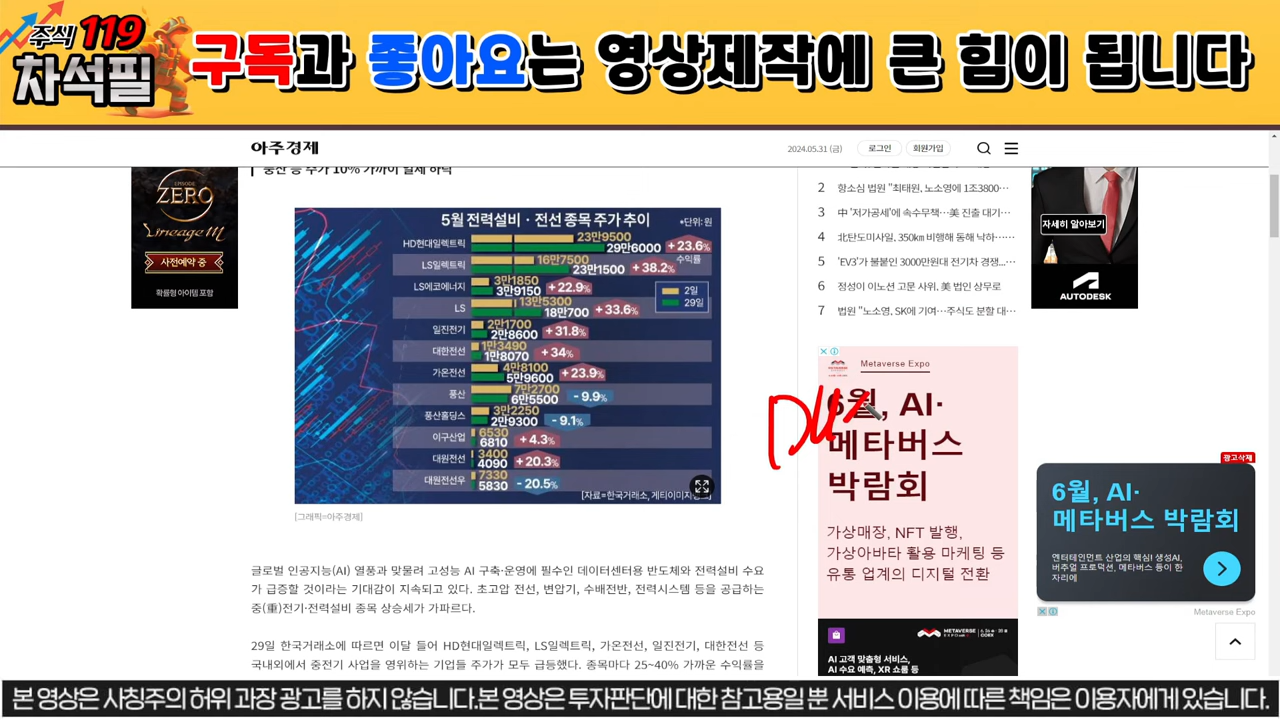 주식 119
차석필
구독과 좋아요는 영상제작에 큰 힘이 됩니다
아주경제
2024.05.31 (금)
로그인
회원가입
풍산 등 주가 10% 가까이 일제 하락
EPISODE
ZERO
Lineage M
사전예약 중
확률형 아이템 포함
5월 전력설비 · 전선 종목 주가 추이
*단위: 원
HD현대일렉트릭 23만9500
29만6000 +23.6%
수익률
LS일렉트릭 16만7500
23만1500 +38.2%
LS에코에너지 3만1850
3만9150 +22.9%
LS 13만5300
18만700 +33.6%
일진전기 2만1700
2만8600 +31.8%
대한전선 1만3490
1만8070 +34%
가온전선 4만8100
5만9600 +23.9%
풍산 7만2700
6만5500 - 9.9%
풍산홀딩스 3만2250
2만9300 - 9.1%
이구산업 6530
6810 +4.3%
대원전선 3400
4090 +20.3%
대원전선우 7330
5830 - 20.5%
2일
29일
[자료=한국거래소, 게티이미지
[그래픽=아주경제]
글로벌 인공지능(AI) 열풍과 맞물려 고성능 AI 구축·운영에 필수인 데이터센터용 반도체와 전력설비 수요
가 급증할 것이라는 기대감이 지속되고 있다. 초고압 전선, 변압기, 수배전반, 전력시스템 등을 공급하는
중(重)전기·전력설비 종목 상승세가 가파르다.
29일 한국거래소에 따르면 이달 들어 HD현대일렉트릭, LS일렉트릭, 가온전선, 일진전기, 대한전선 등
국내외에서 중전기 사업을 영위하는 기업들 주가가 모두 급등했다. 종목마다 25~40% 가까운 수익률을
2 항소심 법원 "최태원, 노소영에 1조3800…
3 中 '저가공세'에 속수무책…美 진출 대기…
4 北탄도미사일, 350㎞ 비행해 동해 낙하……
5 'EV3'가 불붙인 3000만원대 전기차 경쟁...…
6 정성이 이노션 고문 사위, 美 법인 상무로
7 법원 "노소영, SK에 기여…주식도 분할 대…
자세히 알아보기
AUTODESK
Metaverse Expo
6월, AI·
메타버스
박람회
가상매장, NFT 발행,
가상아바타 활용 마케팅 등
유통 업계의 디지털 전환
METAVERSE
EXPO
AI 고객 맞춤형 서비스,
AI 수요 예측, XR 쇼룸 등
광고삭제
6월, AI·
메타버스 박람회
엔터테인먼트 산업의 핵심! 생성AI,
버추얼 프로덕션, 메타버스 등이 한
자리에
Metaverse Expo
본 영상은 사칭주의 허위 과장 광고를 하지 않습니다.본 영상은 투자판단에 대한 참고용일 뿐 서비스 이용에 따른 책임은 이용자에게 있습니다.